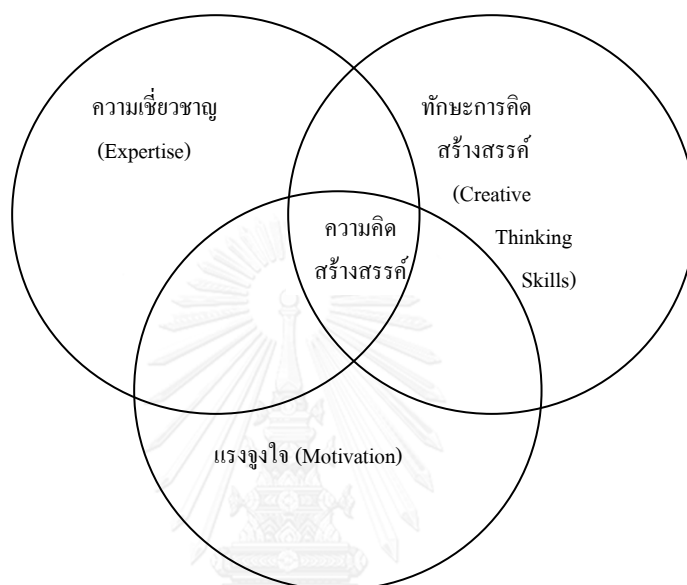 ความเชี่ยวชาญ
(Expertise)
ทักษะการคิด
สร้างสรรค์
(Creative
Thinking
Skills)
ความคิด
สร้างสรรค์
แรงจูงใจ (Motivation)